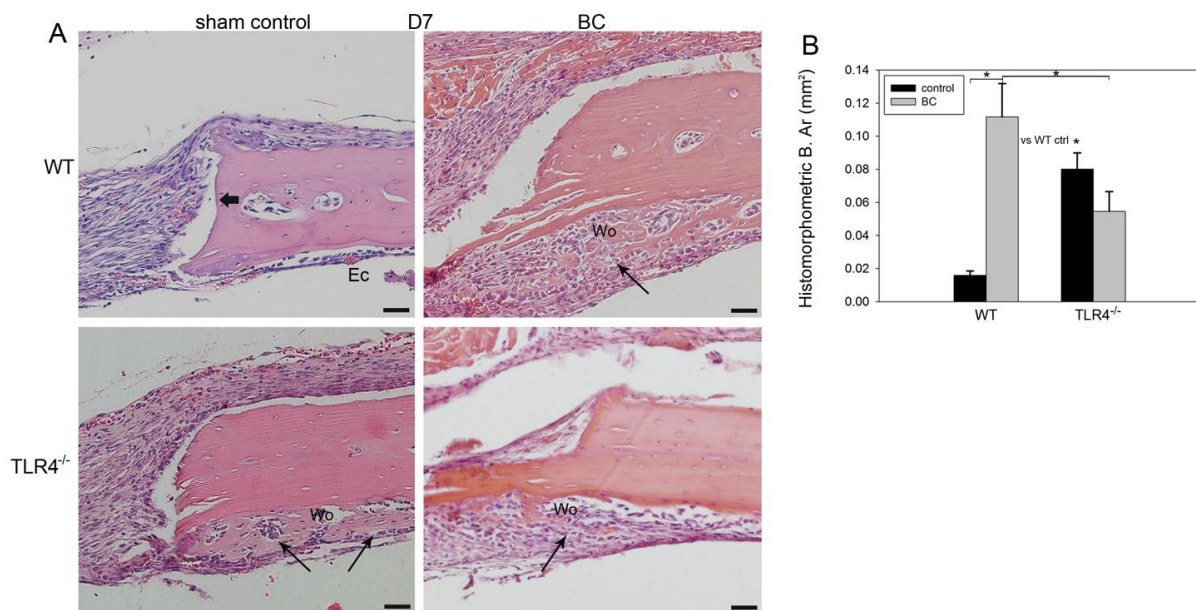 sham control D7 BC
A
B
WT
Ec
Wo
TLR4-/-
Wo
Wo
Histomorphometric B. Ar (mm²)
0.14
0.12
0.10
0.08
0.06
0.04
0.02
0.00
control
BC
*
*
vs WT ctrl *
WT
TLR4-/-